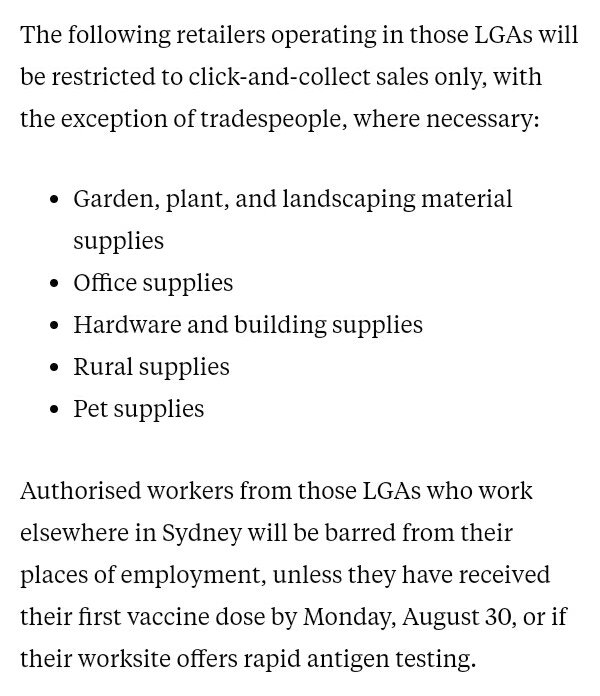 The following retailers operating in those LGAs will
be restricted to click-and-collect sales only, with
the exception of tradespeople, where necessary:
• Garden, plant, and landscaping material
supplies
• Office supplies
• Hardware and building supplies
• Rural supplies
• Pet supplies
Authorised workers from those LGAs who work
elsewhere in Sydney will be barred from their
places of employment, unless they have received
their first vaccine dose by Monday, August 30, or if
their worksite offers rapid antigen testing.